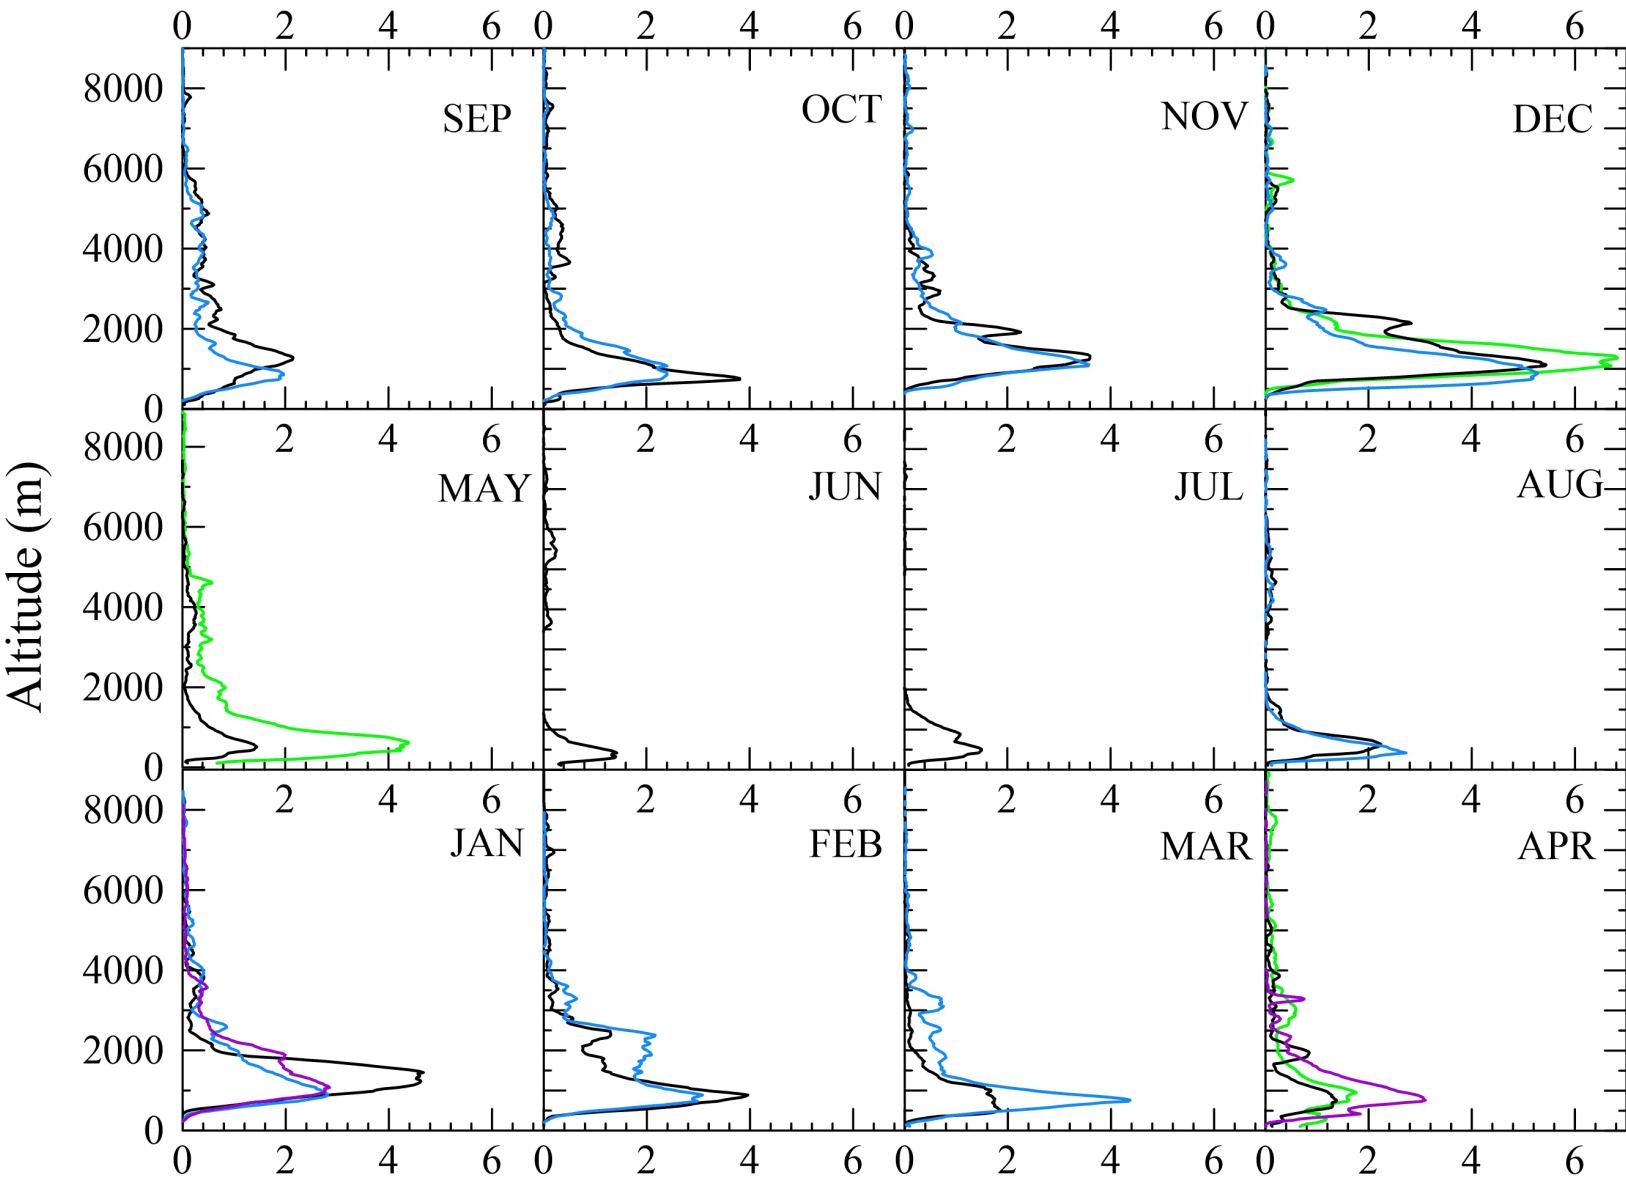 0 2 4 6 0 2 4 6 0 2 4 6 0 2 4 6
8000
SEP OCT NOV DEC
6000
4000
2000
0
2 4 6 2 4 6 2 4 6 2 4 6
8000
MAY JUN JUL AUG
6000
4000
2000
0
Altitude (m)
2 4 6 2 4 6 2 4 6 2 4 6
8000
JAN FEB MAR APR
6000
4000
2000
0
0 2 4 6 0 2 4 6 0 2 4 6 0 2 4 6